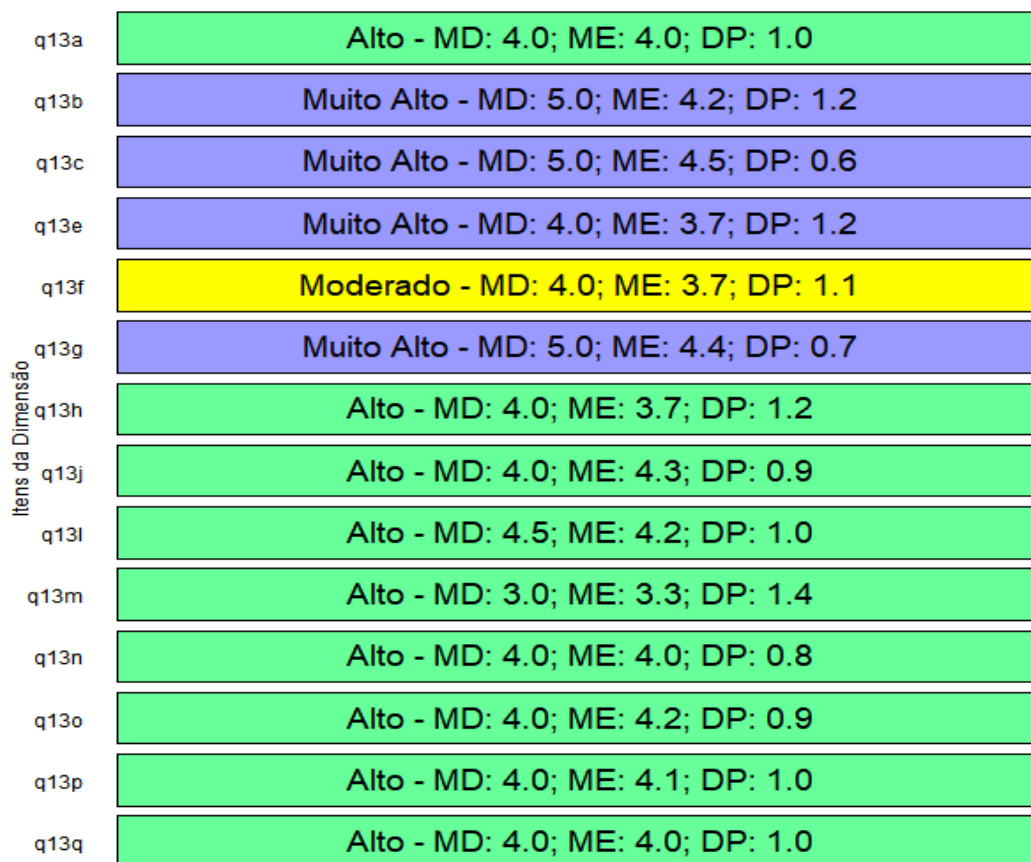 q13a Alto - MD: 4.0; ME: 4.0; DP: 1.0
q13b Muito Alto - MD: 5.0; ME: 4.2; DP: 1.2
q13c Muito Alto - MD: 5.0; ME: 4.5; DP: 0.6
q13e Muito Alto - MD: 4.0; ME: 3.7; DP: 1.2
q13f Moderado - MD: 4.0; ME: 3.7; DP: 1.1
q13g Muito Alto - MD: 5.0; ME: 4.4; DP: 0.7
Itens da Dimensão
q13h Alto - MD: 4.0; ME: 3.7; DP: 1.2
q13j Alto - MD: 4.0; ME: 4.3; DP: 0.9
q13l Alto - MD: 4.5; ME: 4.2; DP: 1.0
q13m Alto - MD: 3.0; ME: 3.3; DP: 1.4
q13n Alto - MD: 4.0; ME: 4.0; DP: 0.8
q13o Alto - MD: 4.0; ME: 4.2; DP: 0.9
q13p Alto - MD: 4.0; ME: 4.1; DP: 1.0
q13q Alto - MD: 4.0; ME: 4.0; DP: 1.0